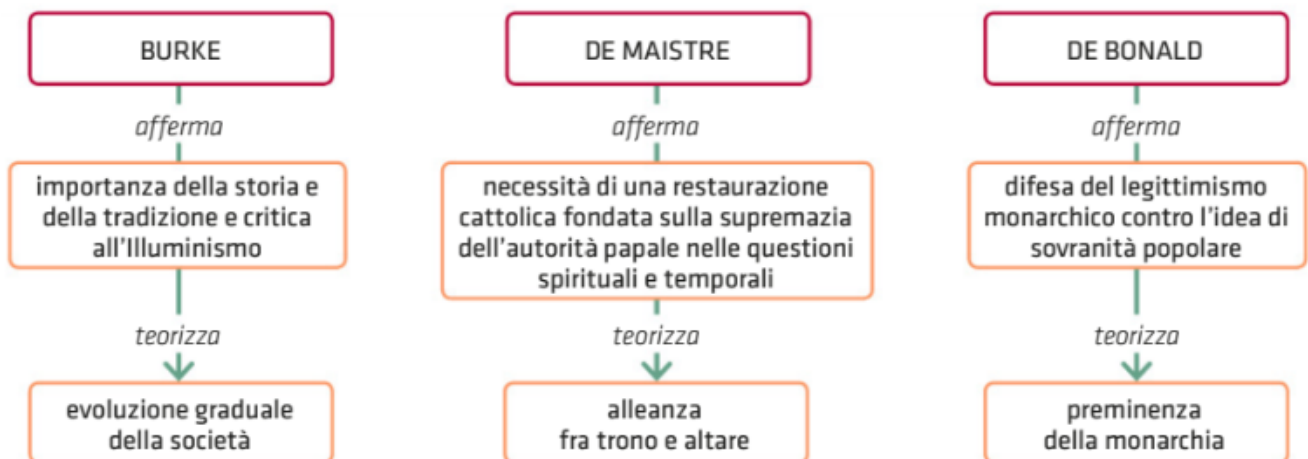 BURKE
afferma
importanza della storia e
della tradizione e critica
all'Illuminismo
teorizza
evoluzione graduale
della società
DE MAISTRE
afferma
necessità di una restaurazione
cattolica fondata sulla supremazia
dell'autorità papale nelle questioni
spirituali e temporali
teorizza
alleanza
fra trono e altare
DE BONALD
afferma
difesa del legittimismo
monarchico contro l'idea di
sovranità popolare
teorizza
preminenza
della monarchia